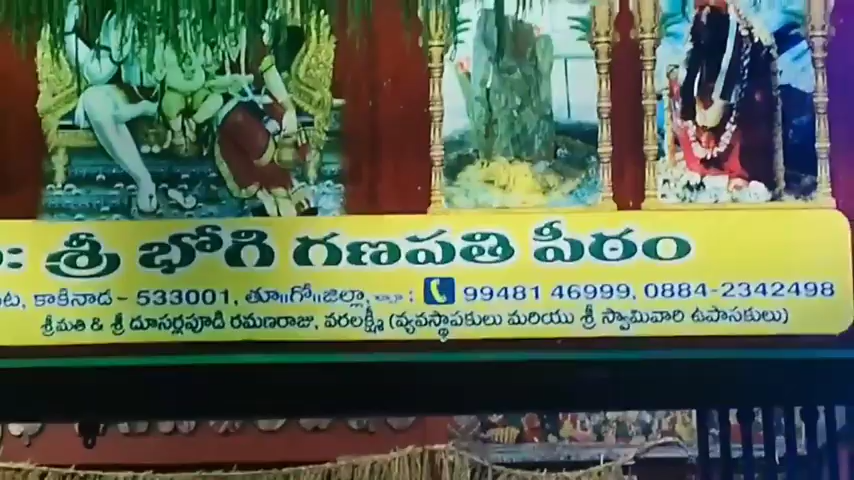 శ్రీ భోగి గణపతి పీఠం
కాకినాడ - 533001, తూ॥గో॥జిల్లా, 99481 46999, 0884-2342498
శ్రీమతి & శ్రీ దూసర్లపూడి రమణరాజు, వరలక్ష్మీ (వ్యవస్థాపకులు మరియు శ్రీ స్వామివారి ఉపాసకులు)